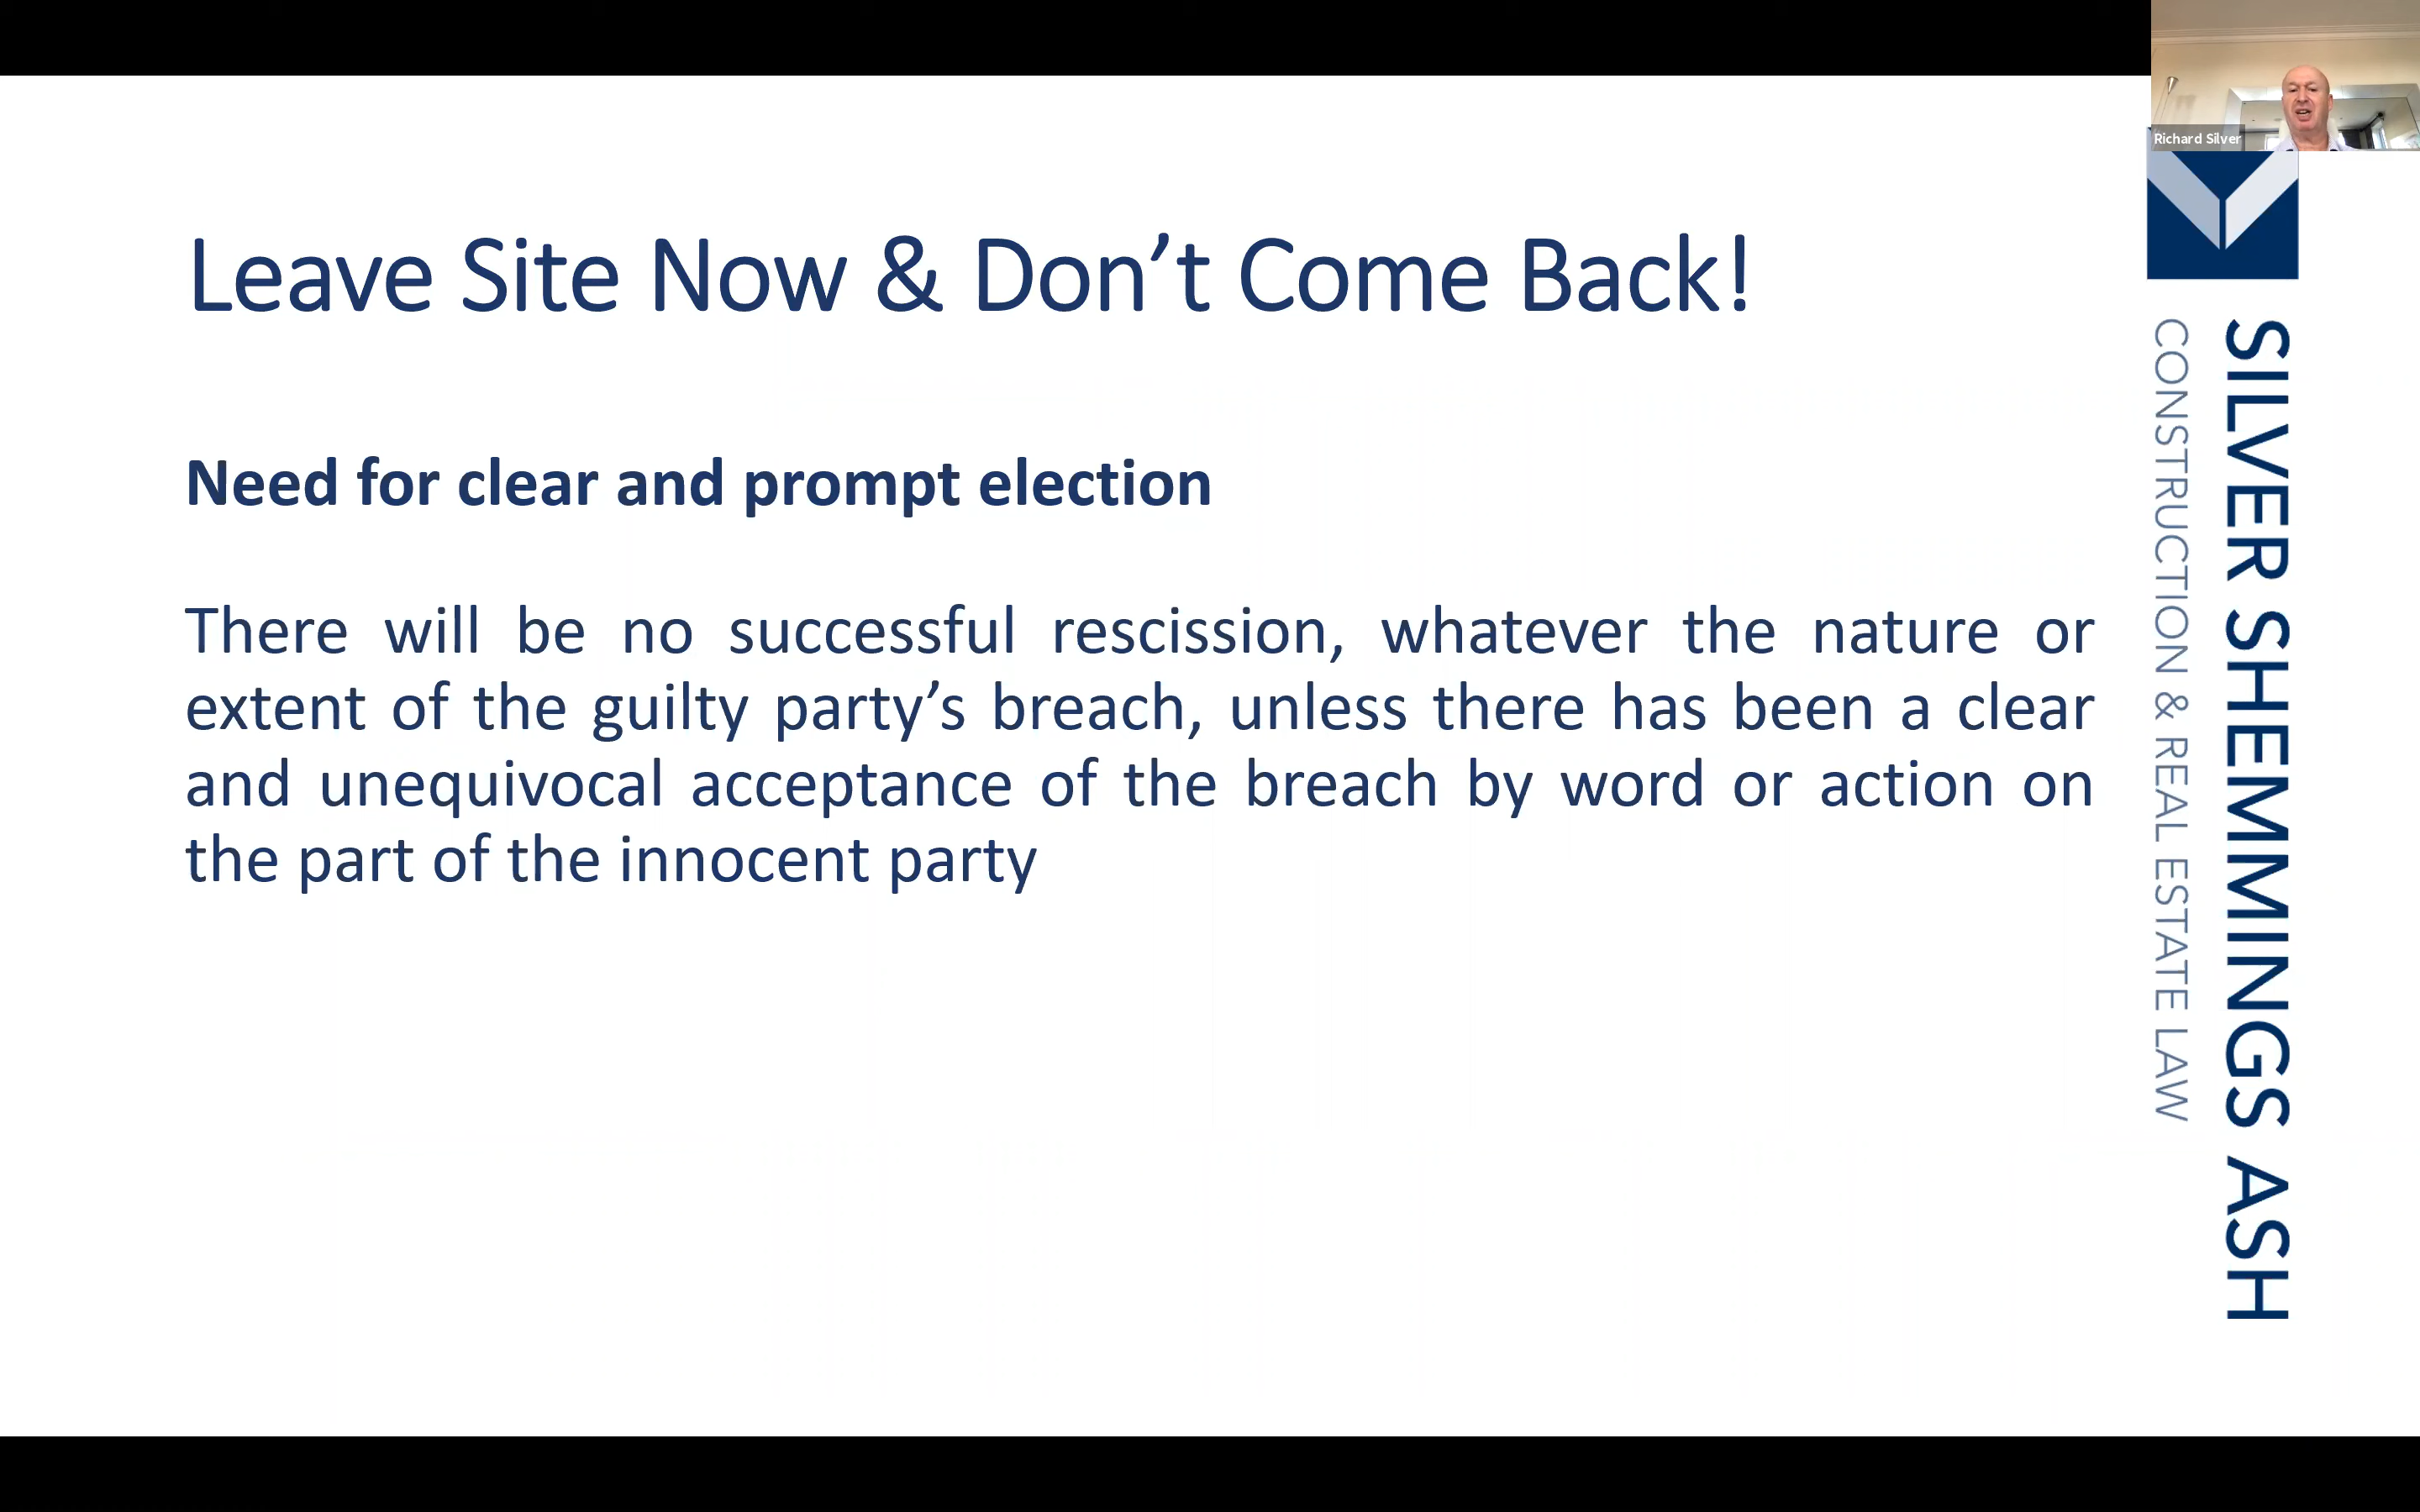 Richard Silver
Leave Site Now & Don’t Come Back!
Need for clear and prompt election
There will be no successful rescission, whatever the nature or
extent of the guilty party’s breach, unless there has been a clear
and unequivocal acceptance of the breach by word or action on
the part of the innocent party
SILVER SHEMMINGS ASH
CONSTRUCTION & REAL ESTATE LAW